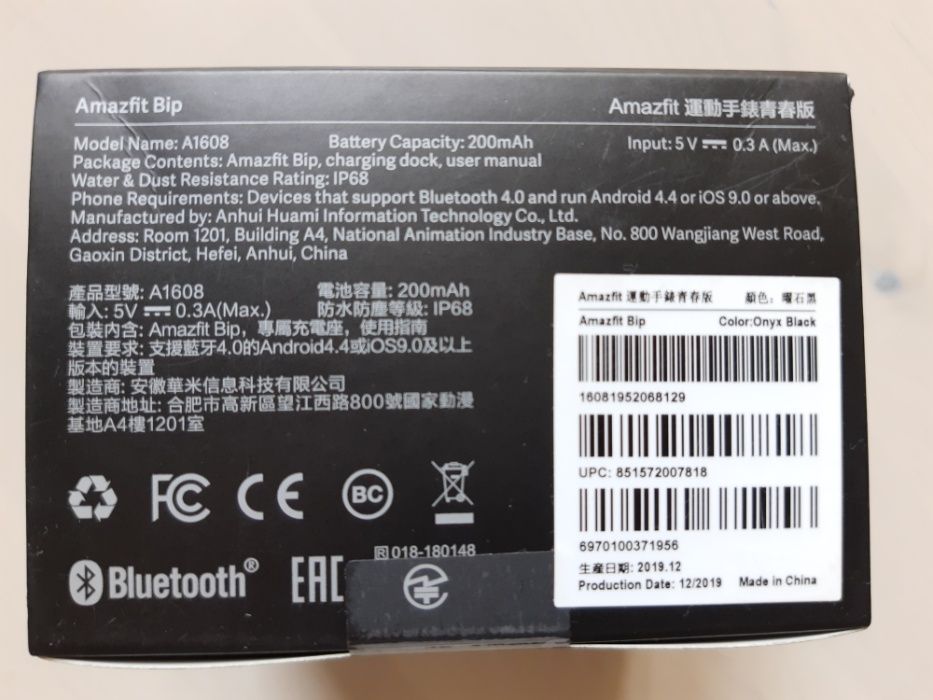 Amazfit Bip
Amazfit 運動手錶青春版
Model Name: A1608 Battery Capacity: 200mAh Input: 5 V ⎓ 0.3 A (Max.)
Package Contents: Amazfit Bip, charging dock, user manual
Water & Dust Resistance Rating: IP68
Phone Requirements: Devices that support Bluetooth 4.0 and run Android 4.4 or iOS 9.0 or above.
Manufactured by: Anhui Huami Information Technology Co., Ltd.
Address: Room 1201, Building A4, National Animation Industry Base, No. 800 Wangjiang West Road,
Gaoxin District, Hefei, Anhui, China
產品型號: A1608 電池容量: 200mAh
輸入: 5V ⎓ 0.3A(Max.) 防水防塵等級: IP68
包裝內含: Amazfit Bip，專屬充電座，使用指南
裝置要求: 支援藍牙4.0的Android4.4或iOS9.0及以上
版本的裝置
製造商: 安徽華米信息科技有限公司
製造商地址: 合肥市高新區望江西路800號國家動漫
基地A4樓1201室
FC CE BC
R 018-180148
Bluetooth® EAC
Amazfit 運動手錶青春版 顏色：曜石黑
Amazfit Bip Color:Onyx Black
16081952068129
UPC: 851572007818
6970100371956
生產日期: 2019.12
Production Date: 12/2019 Made in China